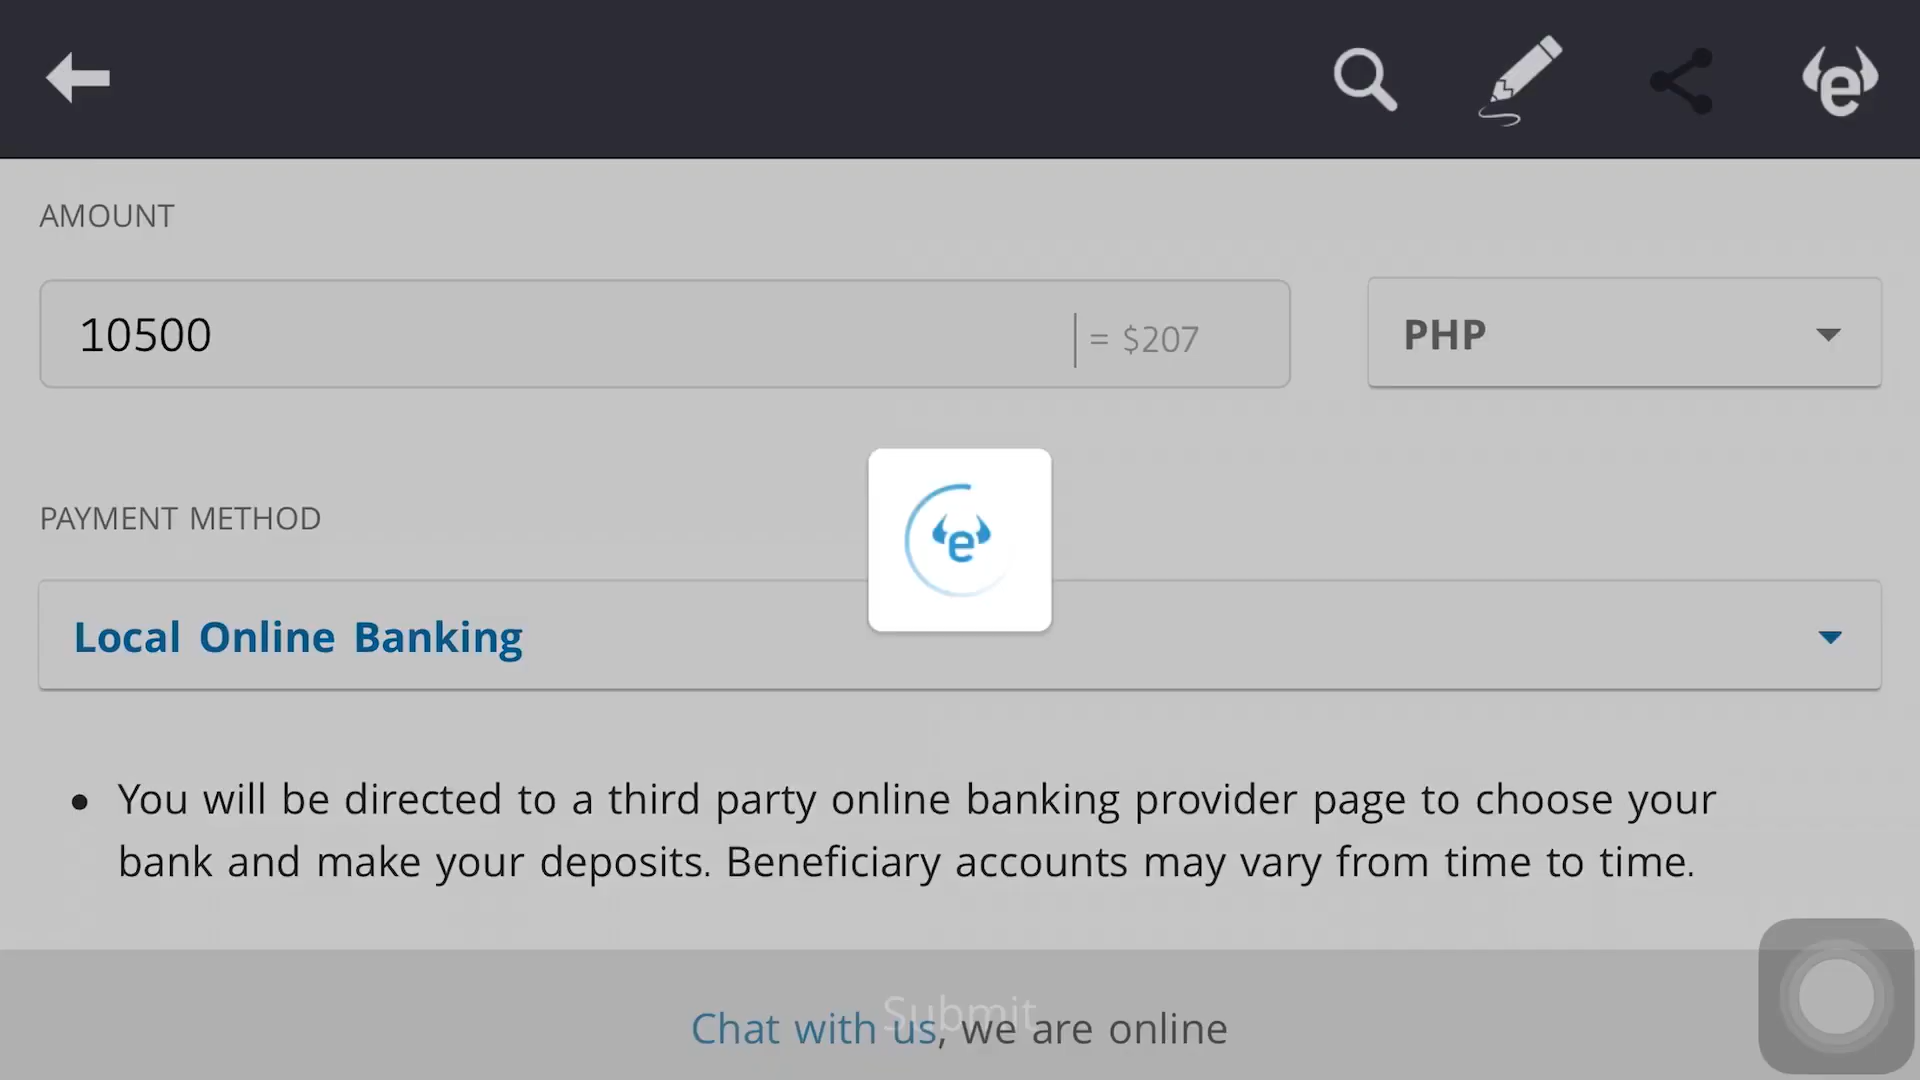 AMOUNT
10500
= $207
PHP
PAYMENT METHOD
e
Local Online Banking
• You will be directed to a third party online banking provider page to choose your
bank and make your deposits. Beneficiary accounts may vary from time to time.
Submit
Chat with us, we are online